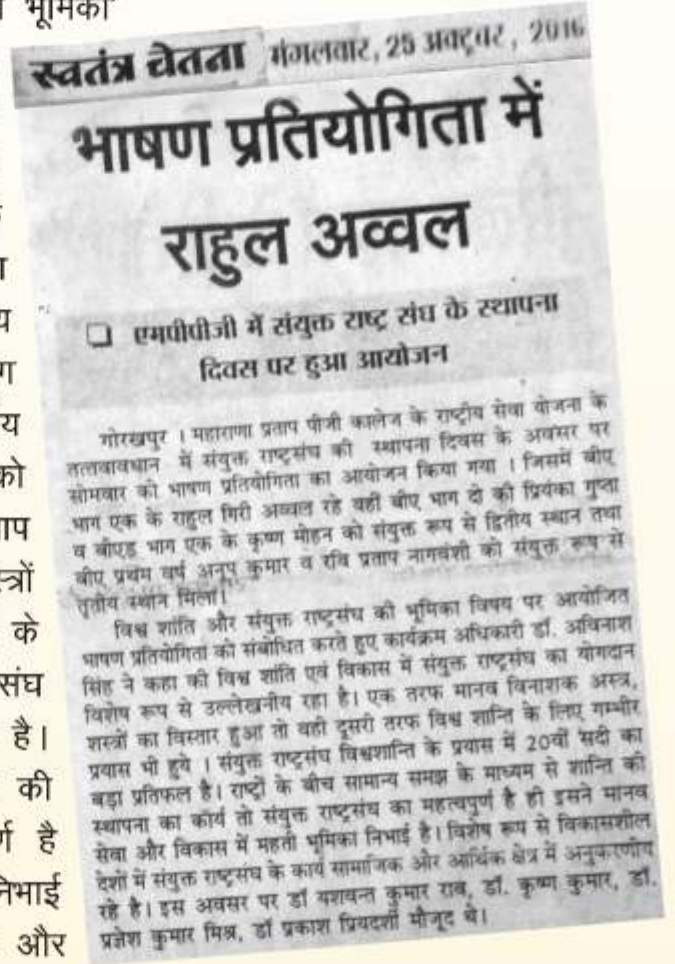 भूमिका
य
ग
य
को
ाप
स्त्रों
के
संघ
है।
की
र्ण है
निभाई
और
स्वतंत्र चेतना मंगलवार, 25 अक्टूबर, 2016
भाषण प्रतियोगिता में
राहुल अव्वल
❑ एमपीपीजी में संयुक्त राष्ट्र संघ के स्थापना
दिवस पर हुआ आयोजन
गोरखपुर । महाराणा प्रताप पीजी कालेज के राष्ट्रीय सेवा योजना के
तत्तवावधान में संयुक्त राष्ट्रसंघ की स्थापना दिवस के अवसर पर
सोमवार को भाषण प्रतियोगिता का आयोजन किया गया । जिसमें बीए
भाग एक के राहुल गिरी अव्वल रहे वहीं बीए भाग दो की प्रियंका गुप्ता
व बीएड भाग एक के कृष्ण मोहन को संयुक्त रूप से द्वितीय स्थान तथा
बीए प्रथम वर्ष अनूप कुमार व रवि प्रताप नागवंशी को संयुक्त रूप से
तृतीय स्थान मिला।
विश्व शांति और संयुक्त राष्ट्रसंघ की भूमिका विषय पर आयोजित
भाषण प्रतियोगिता को संबोधित करते हुए कार्यक्रम अधिकारी डॉ. अविनाश
सिंह ने कहा की विश्व शांति एवं विकास में संयुक्त राष्ट्रसंघ का योगदान
विशेष रूप से उल्लेखनीय रहा है। एक तरफ मानव विनाशक अस्त्र,
शस्त्रों का विस्तार हुआ तो वही दूसरी तरफ विश्व शान्ति के लिए गम्भीर
प्रयास भी हुये । संयुक्त राष्ट्रसंघ विश्वशान्ति के प्रयास में 20वीं सदी का
बड़ा प्रतिफल है। राष्ट्रों के बीच सामान्य समझ के माध्यम से शान्ति की
स्थापना का कार्य तो संयुक्त राष्ट्रसंघ का महत्वपूर्ण है ही इसने मानव
सेवा और विकास में महती भूमिका निभाई है। विशेष रूप से विकासशील
देशों में संयुक्त राष्ट्रसंघ के कार्य सामाजिक और आर्थिक क्षेत्र में अनुकरणीय
रहे है। इस अवसर पर डॉ यशवन्त कुमार राव, डॉ. कृष्ण कुमार, डॉ.
प्रज्ञेश कुमार मिश्र, डॉ प्रकाश प्रियदर्शी मौजूद थे।